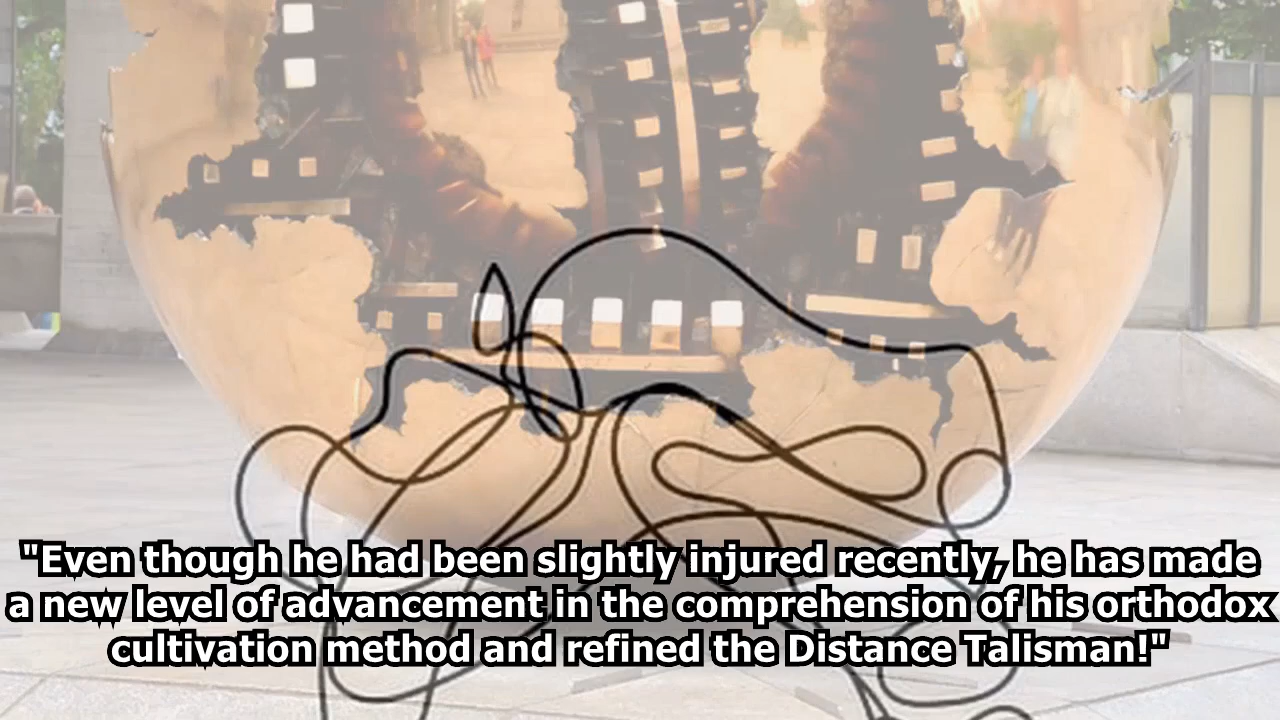 "Even though he had been slightly injured recently, he has made
a new level of advancement in the comprehension of his orthodox
cultivation method and refined the Distance Talisman!"